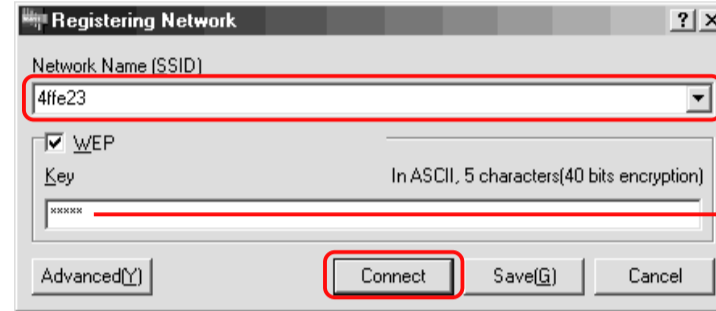 Registering Network
Network Name (SSID)
4ffe23
WEP
Key In ASCII, 5 characters(40 bits encryption)
xxxxx
Advanced(Y) Connect Save(G) Cancel